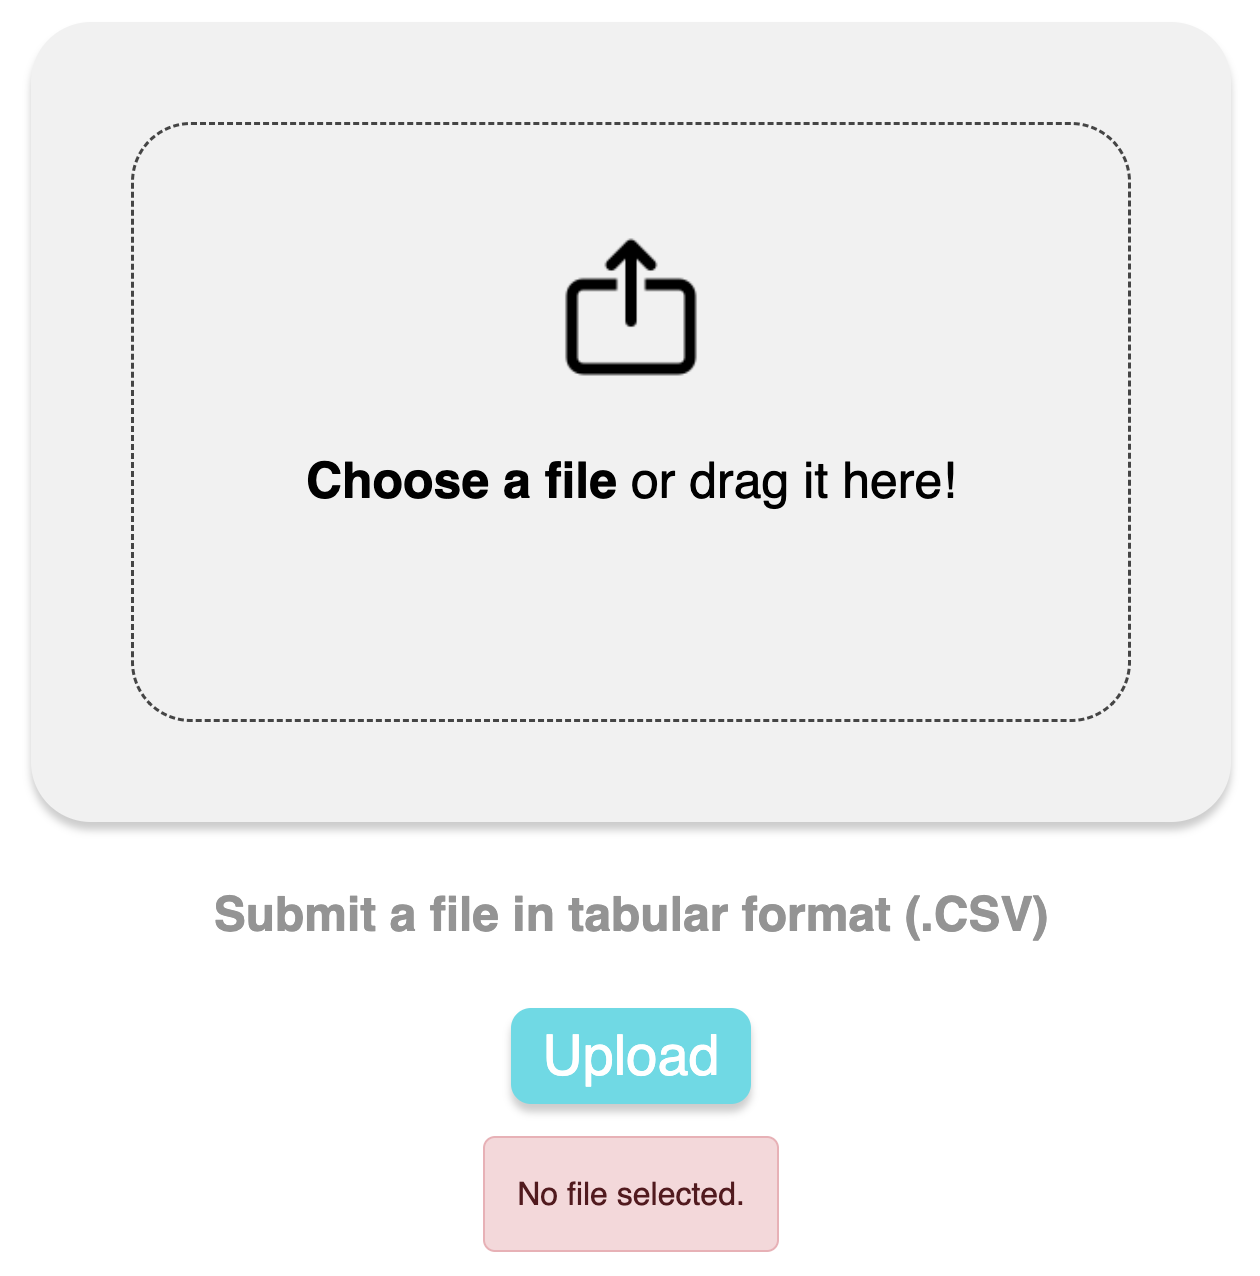 Choose a file or drag it here!
Submit a file in tabular format (.CSV)
Upload
No file selected.